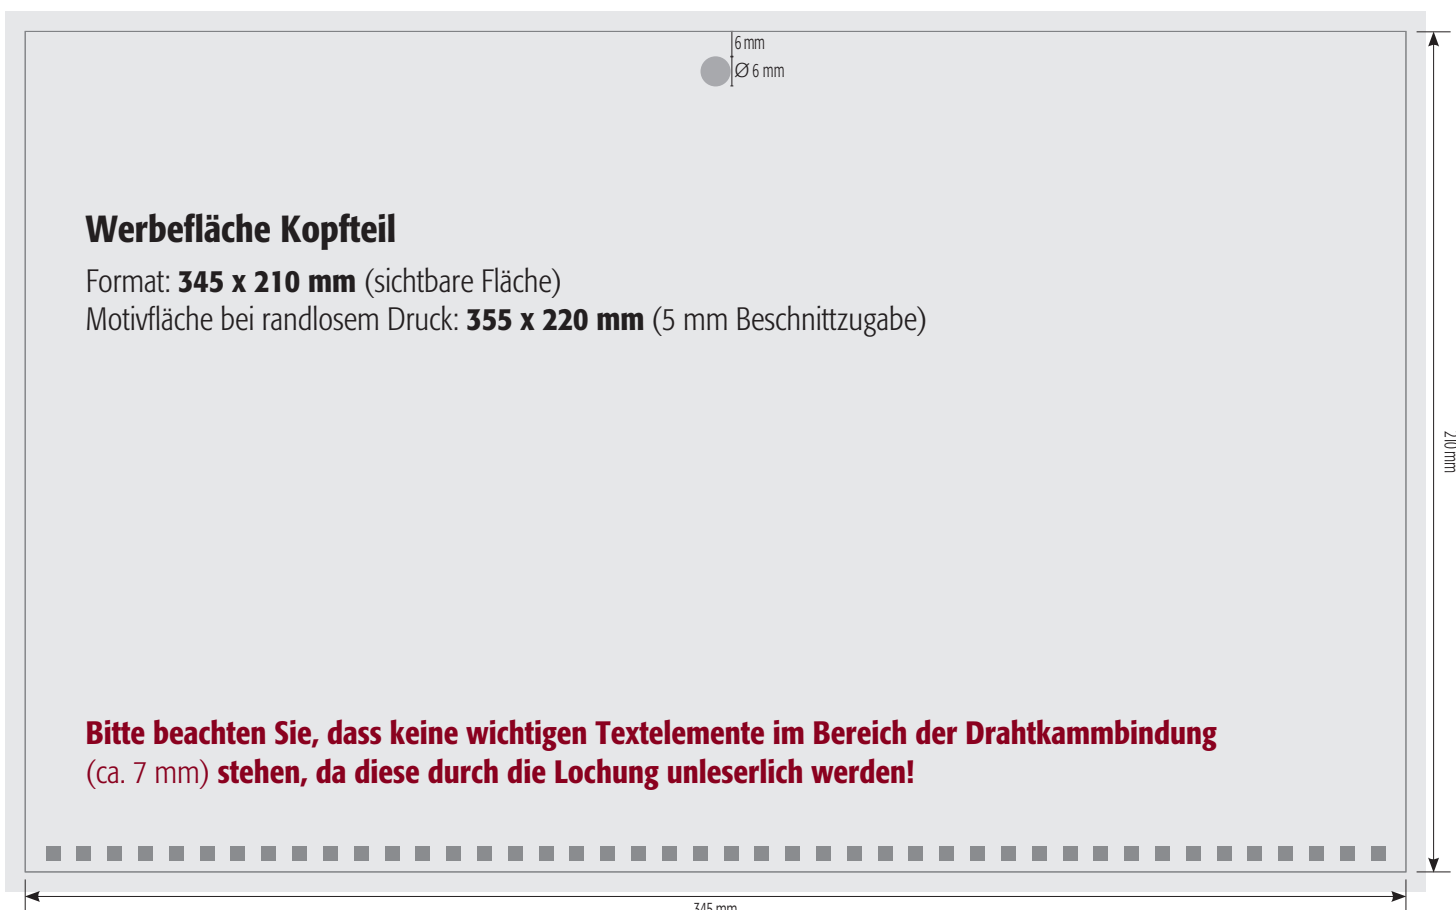 6 mm
Ø 6 mm
Werbefläche Kopfteil
Format: 345 x 210 mm (sichtbare Fläche)
Motivfläche bei randlosem Druck: 355 x 220 mm (5 mm Beschnittzugabe)
210 mm
Bitte beachten Sie, dass keine wichtigen Textelemente im Bereich der Drahtkammbindung
(ca. 7 mm) stehen, da diese durch die Lochung unleserlich werden!
345 mm